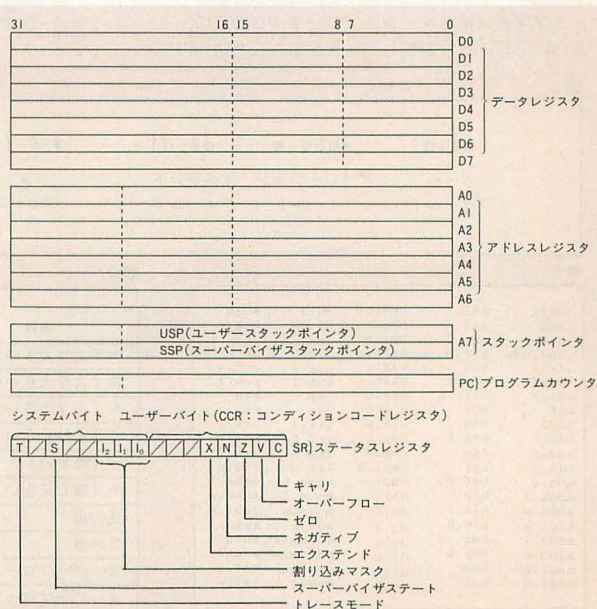 31 16 15 8 7 0
D0
D1
D2
D3
D4
D5
D6
D7
データレジスタ
A0
A1
A2
A3
A4
A5
A6
アドレスレジスタ
USP(ユーザースタックポインタ)
SSP(スーパーバイザスタックポインタ)
A7 スタックポインタ
PC プログラムカウンタ
システムバイト ユーザーバイト(CCR:コンディションコードレジスタ)
T S I₂ I₁ I₀ X N Z V C SR ステータスレジスタ
キャリ
オーバーフロー
ゼロ
ネガティブ
エクステンド
割り込みマスク
スーパーバイザステート
トレースモード